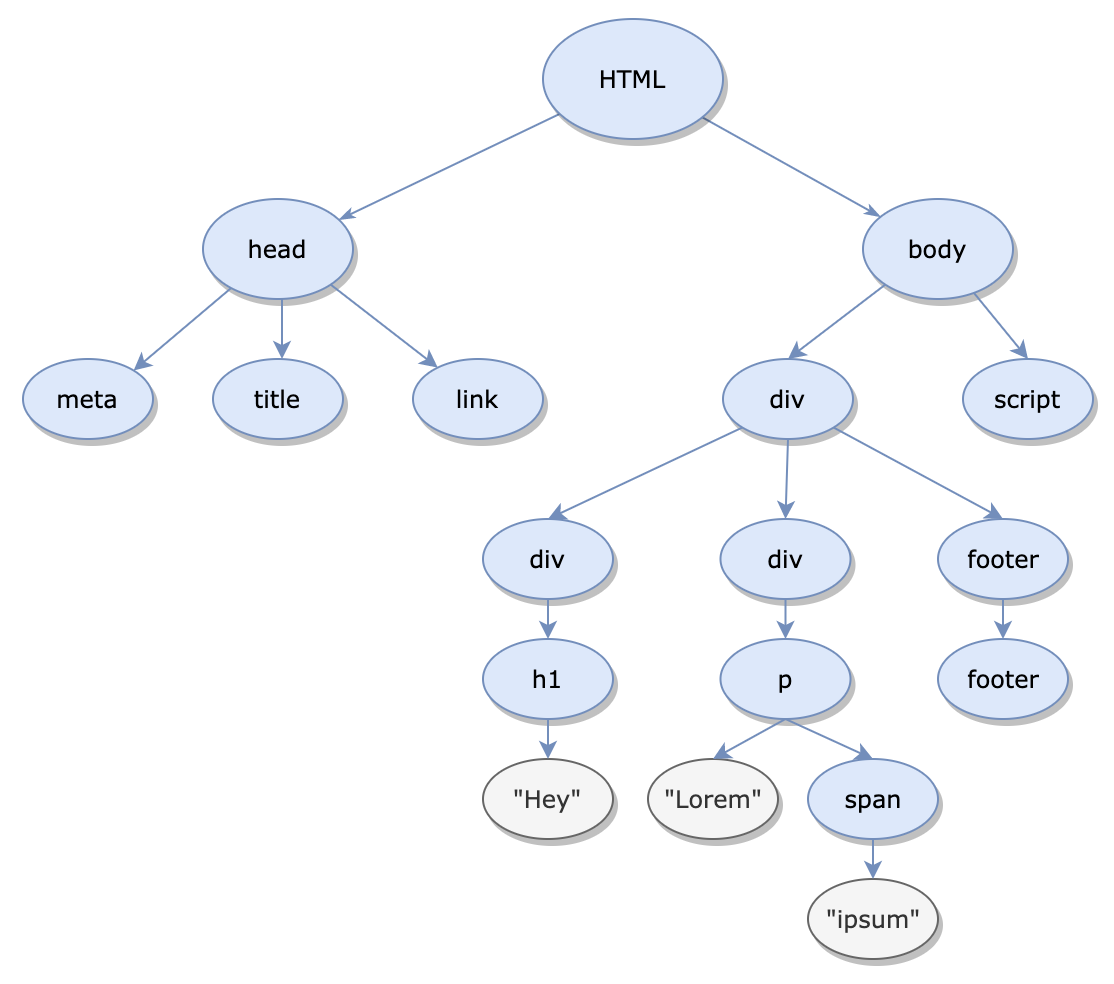 HTML
head
body
meta
title
link
div
script
div
div
footer
h1
p
footer
"Hey"
"Lorem"
span
"ipsum"